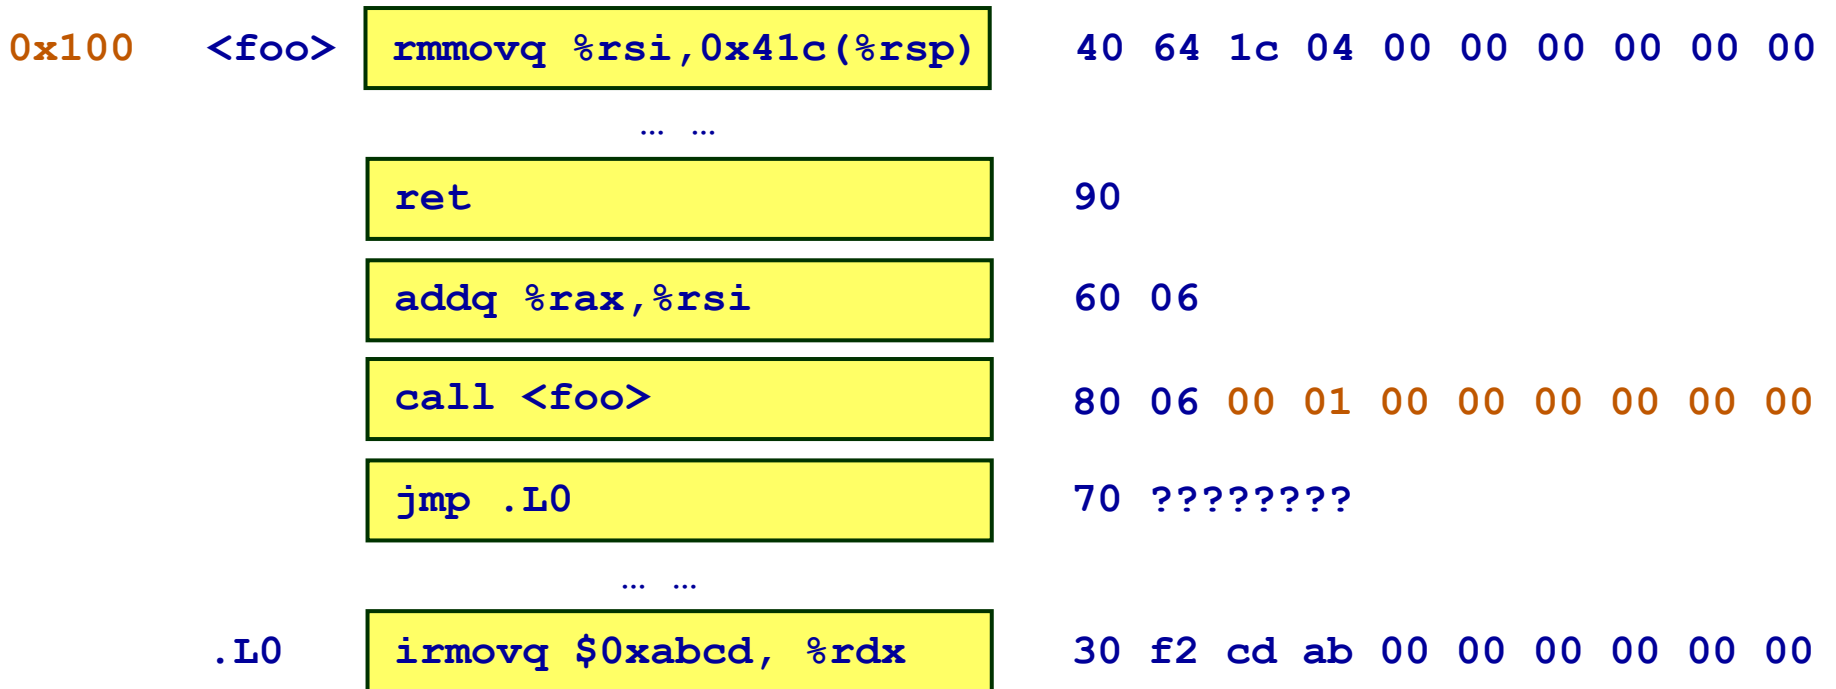 0x100 <foo> rmmovq %rsi,0x41c(%rsp) 40 64 1c 04 00 00 00 00 00 00
… …
ret 90
addq %rax,%rsi 60 06
call <foo> 80 06 00 01 00 00 00 00 00 00
jmp .L0 70 ????????
… …
.L0 irmovq $0xabcd, %rdx 30 f2 cd ab 00 00 00 00 00 00